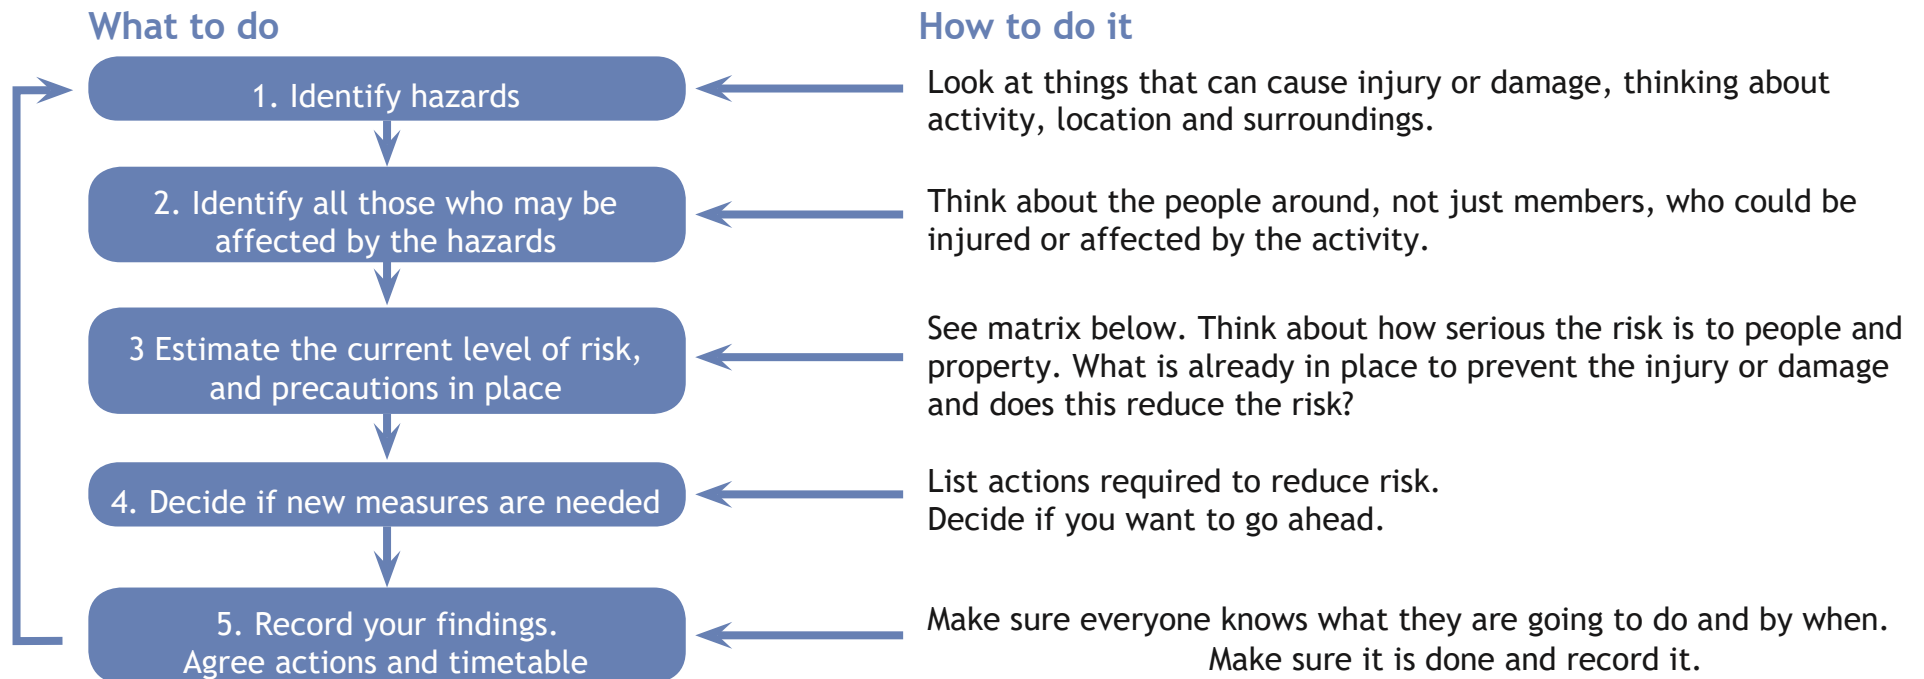 What to do
How to do it
1. Identify hazards
Look at things that can cause injury or damage, thinking about
activity, location and surroundings.
2. Identify all those who may be
affected by the hazards
Think about the people around, not just members, who could be
injured or affected by the activity.
3 Estimate the current level of risk,
and precautions in place
See matrix below. Think about how serious the risk is to people and
property. What is already in place to prevent the injury or damage
and does this reduce the risk?
4. Decide if new measures are needed
List actions required to reduce risk.
Decide if you want to go ahead.
5. Record your findings.
Agree actions and timetable
Make sure everyone knows what they are going to do and by when.
Make sure it is done and record it.